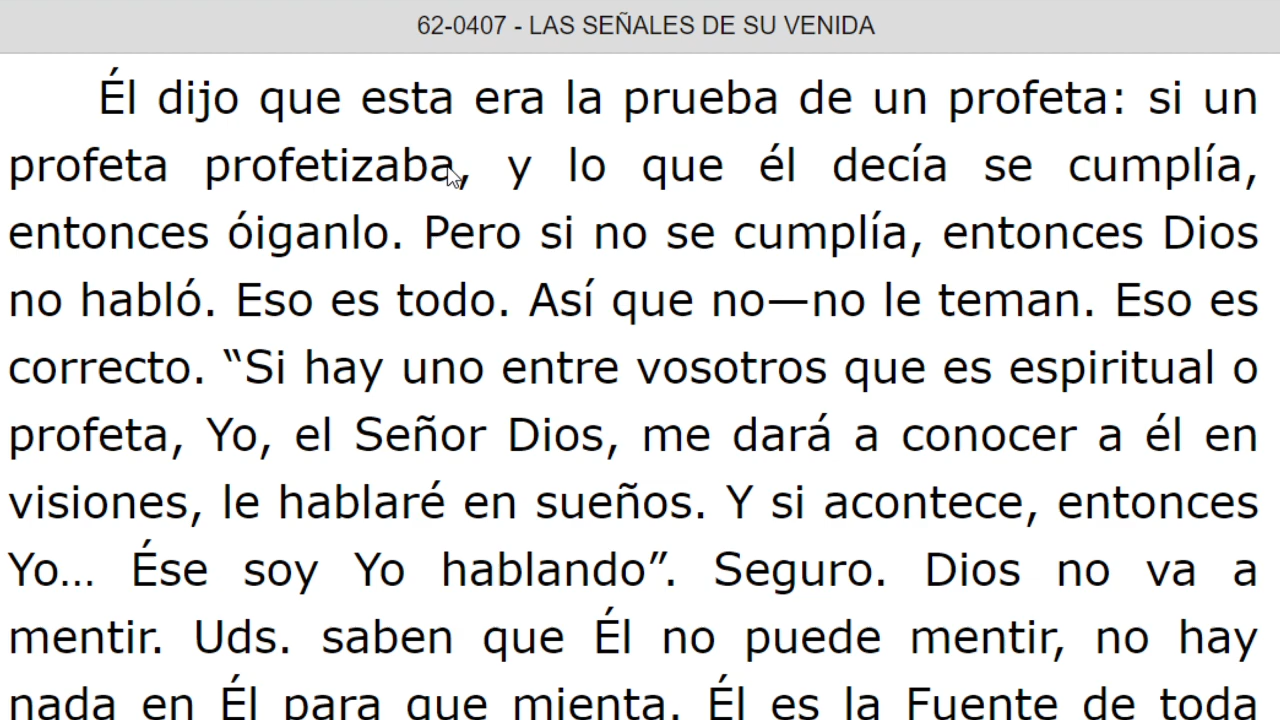 62-0407 - LAS SEÑALES DE SU VENIDA
Él dijo que esta era la prueba de un profeta: si un
profeta profetizaba, y lo que él decía se cumplía,
entonces óiganlo. Pero si no se cumplía, entonces Dios
no habló. Eso es todo. Así que no—no le teman. Eso es
correcto. “Si hay uno entre vosotros que es espiritual o
profeta, Yo, el Señor Dios, me dará a conocer a él en
visiones, le hablaré en sueños. Y si acontece, entonces
Yo… Ése soy Yo hablando”. Seguro. Dios no va a
mentir. Uds. saben que Él no puede mentir, no hay
nada en Él para que mienta. Él es la Fuente de toda